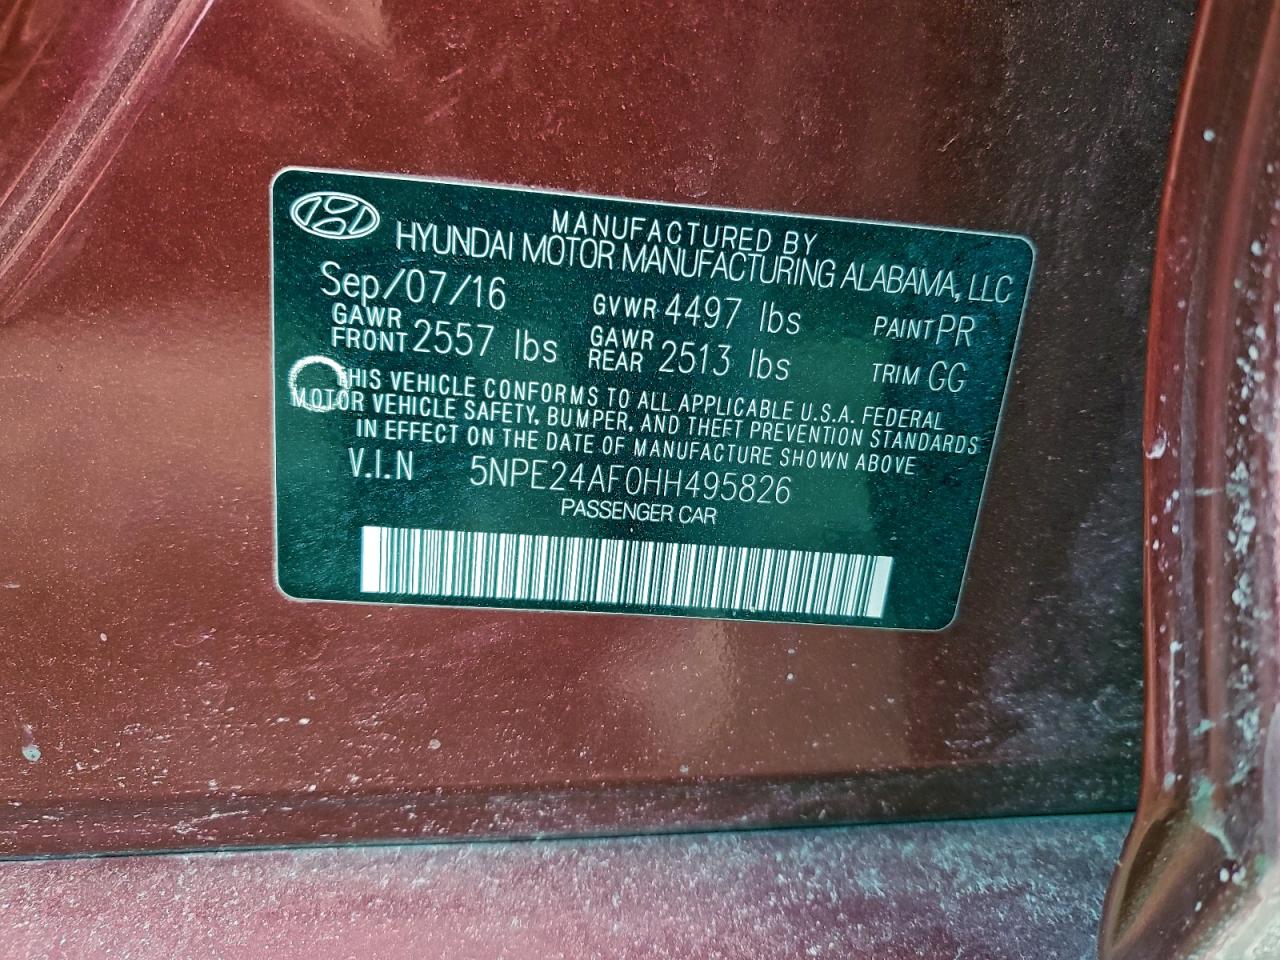 MANUFACTURED BY
HYUNDAI MOTOR MANUFACTURING ALABAMA, LLC
Sep/07/16 GVWR 4497 lbs PAINT PR
GAWR FRONT 2557 lbs GAWR REAR 2513 lbs TRIM GG
THIS VEHICLE CONFORMS TO ALL APPLICABLE U.S.A. FEDERAL
MOTOR VEHICLE SAFETY, BUMPER, AND THEFT PREVENTION STANDARDS
IN EFFECT ON THE DATE OF MANUFACTURE SHOWN ABOVE
V.I.N 5NPE24AF0HH495826
PASSENGER CAR